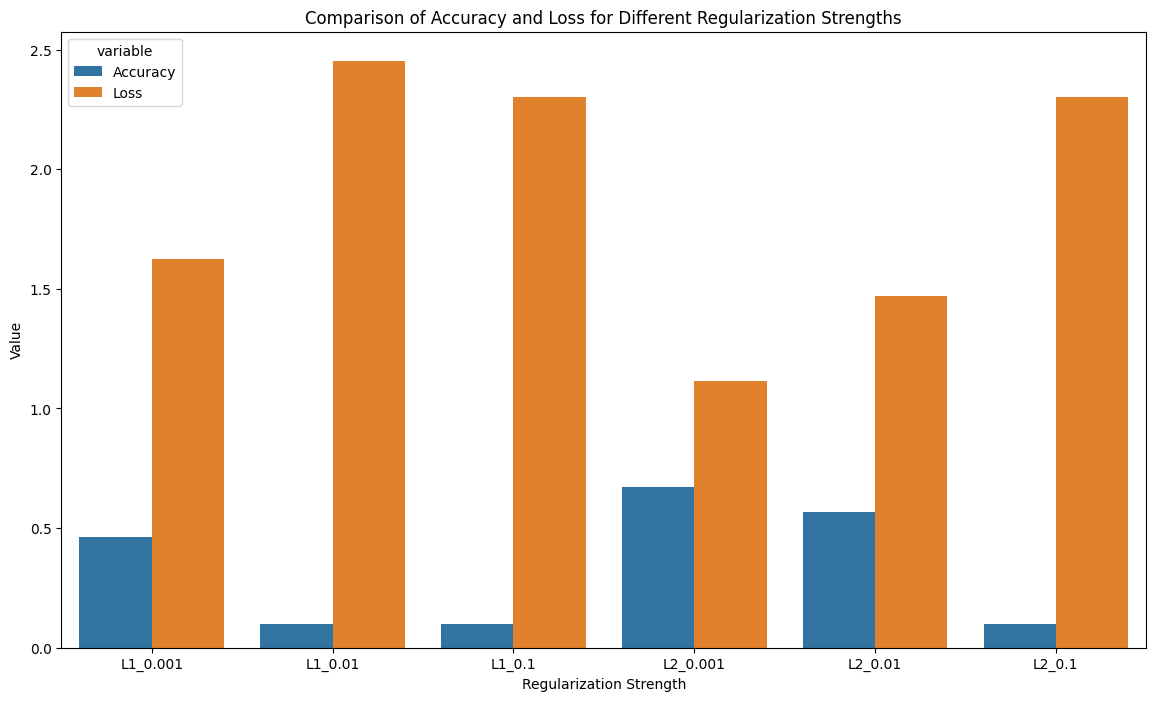 Comparison of Accuracy and Loss for Different Regularization Strengths
variable
Accuracy
Loss
2.5
2.0
1.5
1.0
0.5
0.0
Value
L1_0.001 L1_0.01 L1_0.1 L2_0.001 L2_0.01 L2_0.1
Regularization Strength